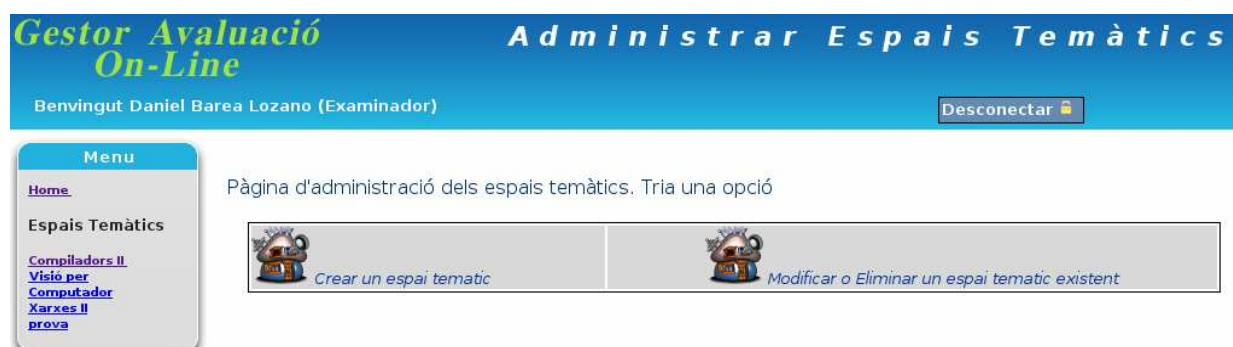 Gestor Avaluació
On-Line
Administrar Espais Temàtics
Benvingut Daniel Barea Lozano (Examinador)
Desconectar
Menu
Home
Espais Temàtics
Compiladors II
Visió per
Computador
Xarxes II
prova
Pàgina d'administració dels espais temàtics. Tria una opció
Crear un espai tematic
Modificar o Eliminar un espai tematic existent